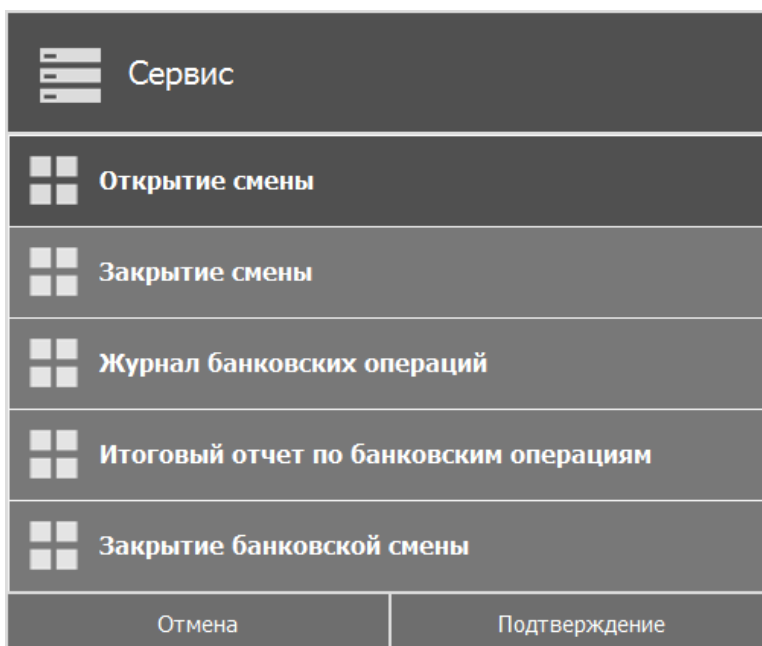 Сервис
Открытие смены
Закрытие смены
Журнал банковских операций
Итоговый отчет по банковским операциям
Закрытие банковской смены
Отмена
Подтверждение